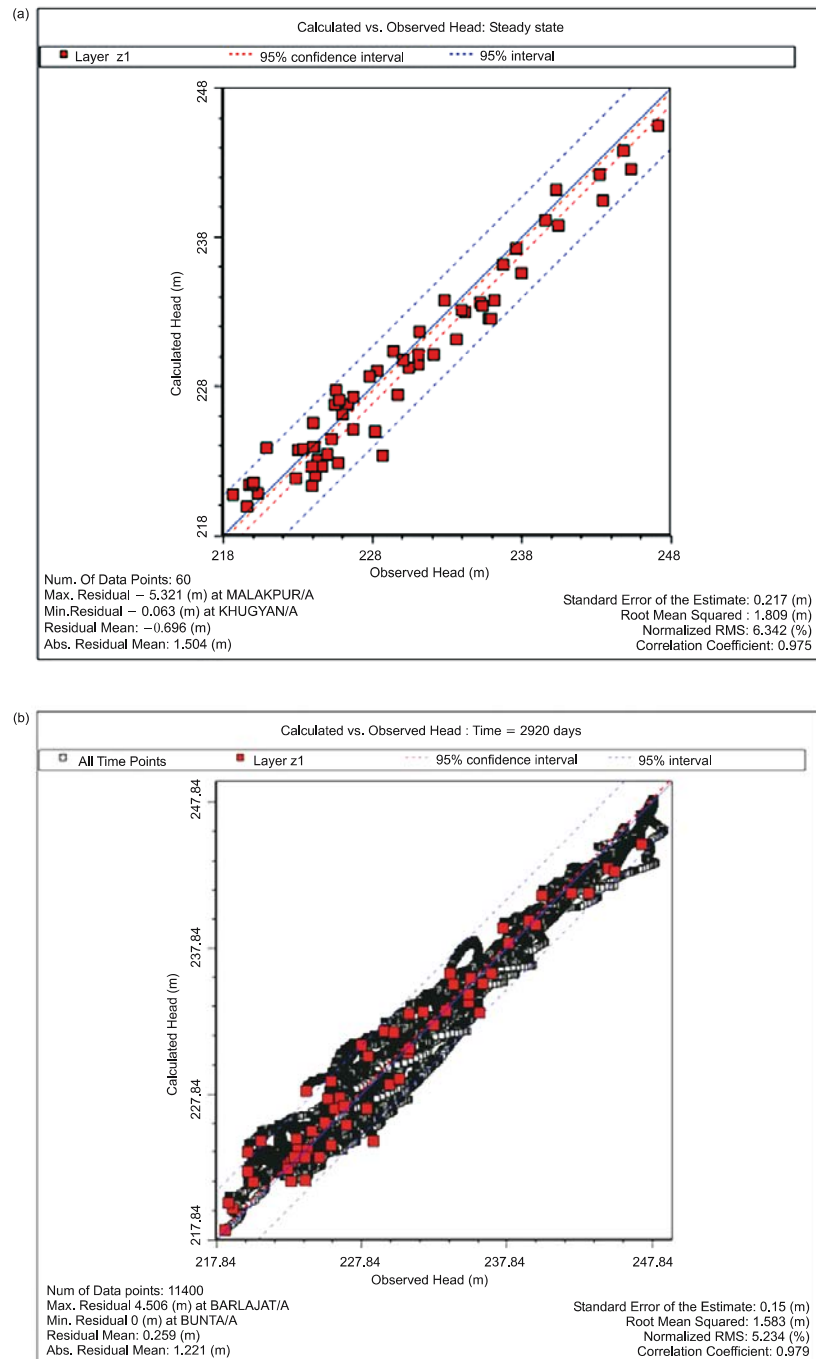 (a)
Calculated vs. Observed Head: Steady state
Layer z1 95% confidence interval 95% interval
248
238
228
218
Calculated Head (m)
218 228 238 248
Observed Head (m)
Num. Of Data Points: 60
Max. Residual − 5.321 (m) at MALAKPUR/A
Min.Residual − 0.063 (m) at KHUGYAN/A
Residual Mean: −0.696 (m)
Abs. Residual Mean: 1.504 (m)
Standard Error of the Estimate: 0.217 (m)
Root Mean Squared : 1.809 (m)
Normalized RMS: 6.342 (%)
Correlation Coefficient: 0.975
(b)
Calculated vs. Observed Head : Time = 2920 days
All Time Points Layer z1 95% confidence interval 95% interval
247.84
237.84
227.84
217.84
Calculated Head (m)
217.84 227.84 237.84 247.84
Observed Head (m)
Num of Data points: 11400
Max. Residual 4.506 (m) at BARLAJAT/A
Min. Residual 0 (m) at BUNTA/A
Residual Mean: 0.259 (m)
Abs. Residual Mean: 1.221 (m)
Standard Error of the Estimate: 0.15 (m)
Root Mean Squared: 1.583 (m)
Normalized RMS: 5.234 (%)
Correlation Coefficient: 0.979